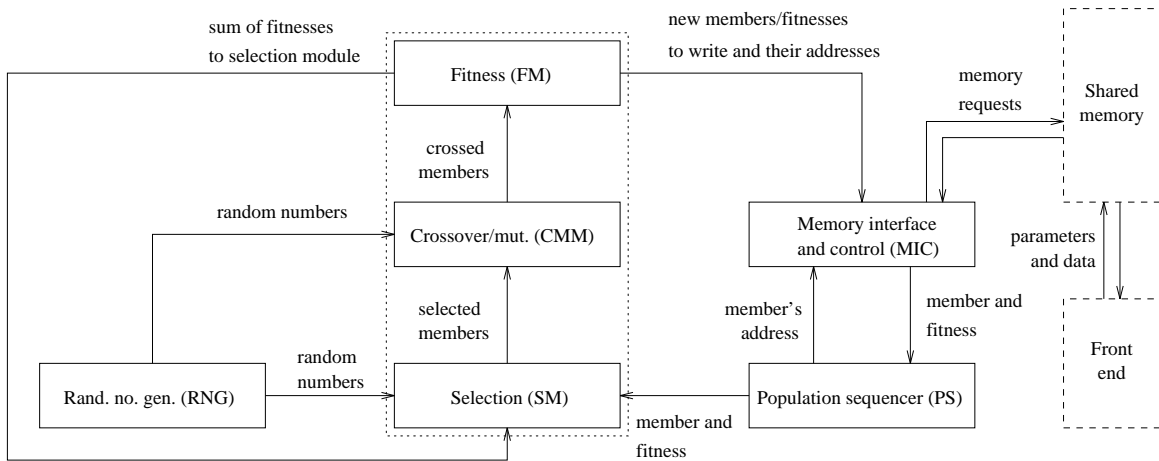 sum of fitnesses
to selection module
new members/fitnesses
to write and their addresses
Fitness (FM)
memory
requests
Shared
memory
crossed
members
random numbers
Crossover/mut. (CMM)
Memory interface
and control (MIC)
parameters
and data
selected
members
member's
address
member and
fitness
random
numbers
Rand. no. gen. (RNG)
Selection (SM)
Population sequencer (PS)
Front
end
member and
fitness